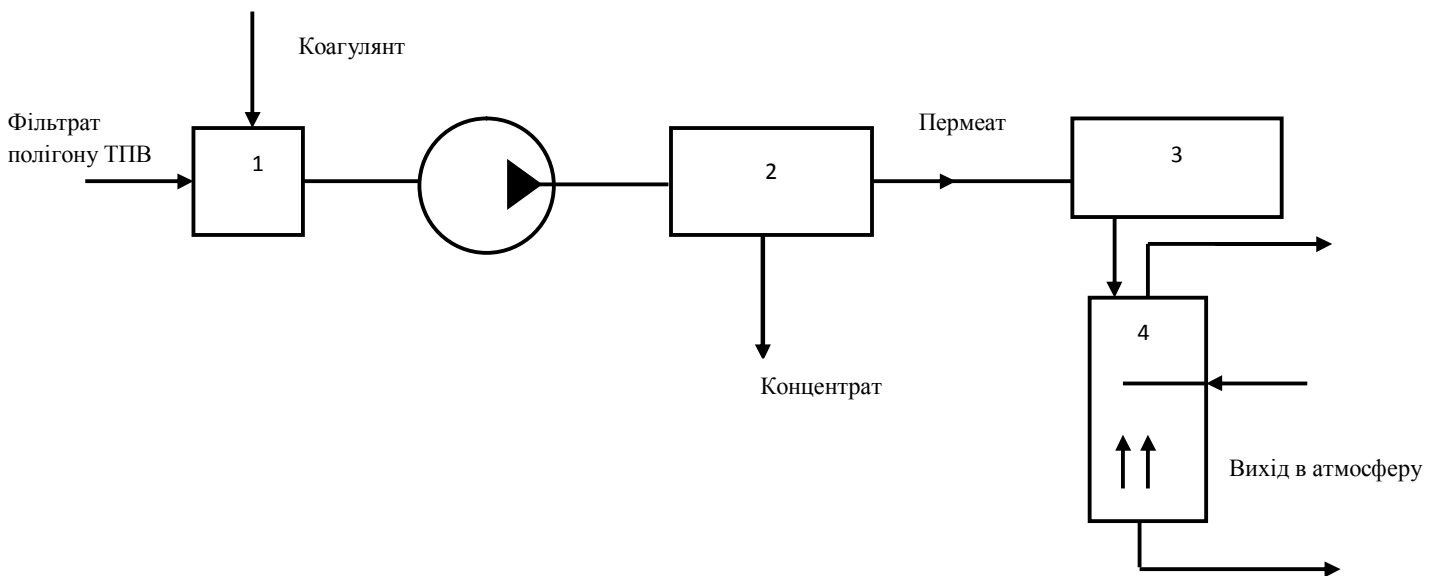 Коагулянт
Фільтрат
полігону ТПВ
1
2
Пермеат
3
4
Концентрат
Вихід в атмосферу